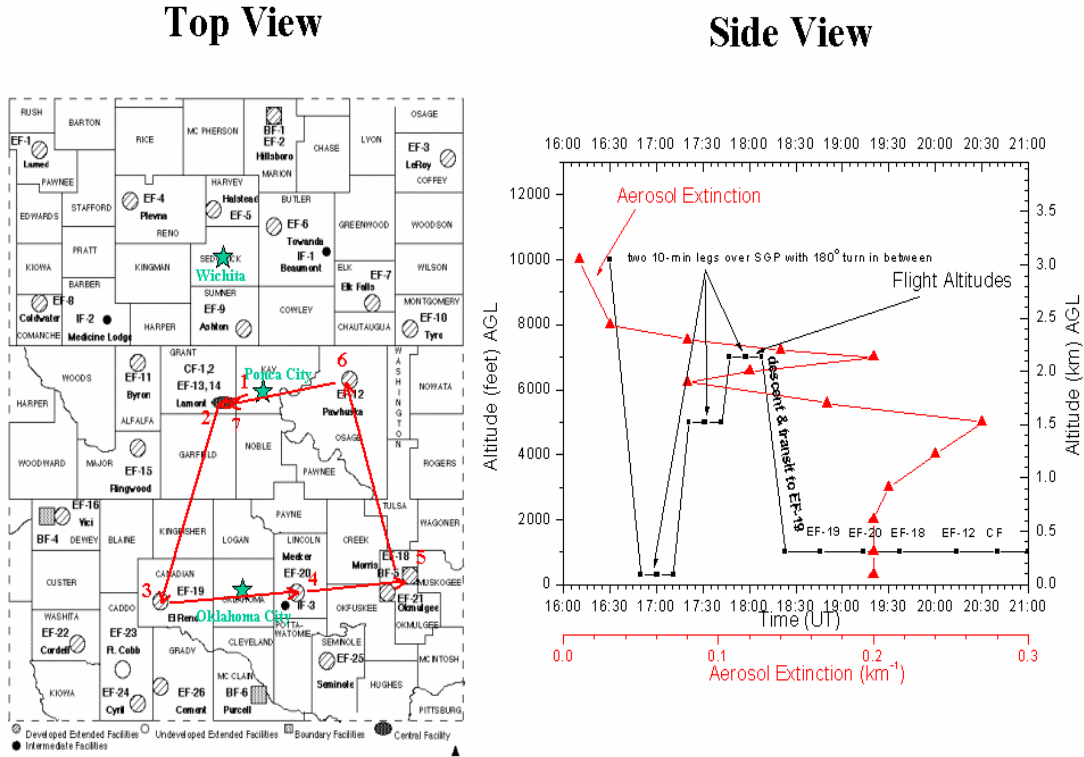 Top View
Side View
RUSH
BARTON
RICE
MC PHERSON
BF-1
EF-2
Hillsboro
MARION
CHASE
LYON
OSAGE
EF-1
Larned
PAWNEE
EF-3
LeRoy
COFFEY
EDWARDS
STAFFORD
EF-4
Plevna
RENO
HARVEY
Halstead
EF-5
BUTLER
EF-6
Towanda
IF-1
Beaumont
GREENWOOD
WOODSON
KIOWA
PRATT
KINGMAN
SEDGWICK
Wichita
ELK
EF-7
Elk Falls
WILSON
EF-8
Coldwater
COMANCHE
BARBER
IF-2
Medicine Lodge
HARPER
SUMNER
EF-9
Ashton
COWLEY
CHAUTAUQUA
MONTGOMERY
EF-10
Tyro
WOODS
EF-11
Byron
ALFALFA
GRANT
CF-1,2
EF-13,14
Lamont
KAY
Ponca City
1
2
7
6
EF-12
Pawhuska
OSAGE
WASHINGTON
NOWATA
HARPER
WOODWARD
MAJOR
EF-15
Ringwood
GARFIELD
NOBLE
PAWNEE
ROGERS
EF-16
Vici
BF-4
DEWEY
BLAINE
KINGFISHER
LOGAN
PAYNE
LINCOLN
Meeker
EF-20
4
CREEK
TULSA
WAGONER
EF-18
Morris
BF-5
5
MUSKOGEE
CUSTER
CANADIAN
3
EF-19
El Reno
OKLAHOMA
Oklahoma City
IF-3
OKFUSKEE
EF-21
Okmulgee
OKMULGEE
WASHITA
EF-22
Cordell
CADDO
EF-23
Ft. Cobb
GRADY
CLEVELAND
POTTA-
WATOMIE
SEMINOLE
EF-25
Seminole
MC INTOSH
HUGHES
KIOWA
EF-24
Cyril
EF-26
Cement
MC CLAIN
BF-6
Purcell
PITTSBURG
Developed Extended Facilities
Undeveloped Extended Facilities
Boundary Facilities
Central Facility
Intermediate Facilities
16:00 16:30 17:00 17:30 18:00 18:30 19:00 19:30 20:00 20:30 21:00
12000
10000
8000
6000
4000
2000
0
Altitude (feet) AGL
3.5
3.0
2.5
2.0
1.5
1.0
0.5
0.0
Altitude (km) AGL
Aerosol Extinction
two 10-min legs over SGP with 180° turn in between
Flight Altitudes
descent & transit to EF-19
EF-19 EF-20 EF-18 EF-12 CF
16:00 16:30 17:00 17:30 18:00 18:30 19:00 19:30 20:00 20:30 21:00
Time (UT)
0.0 0.1 0.2 0.3
Aerosol Extinction (km⁻¹)